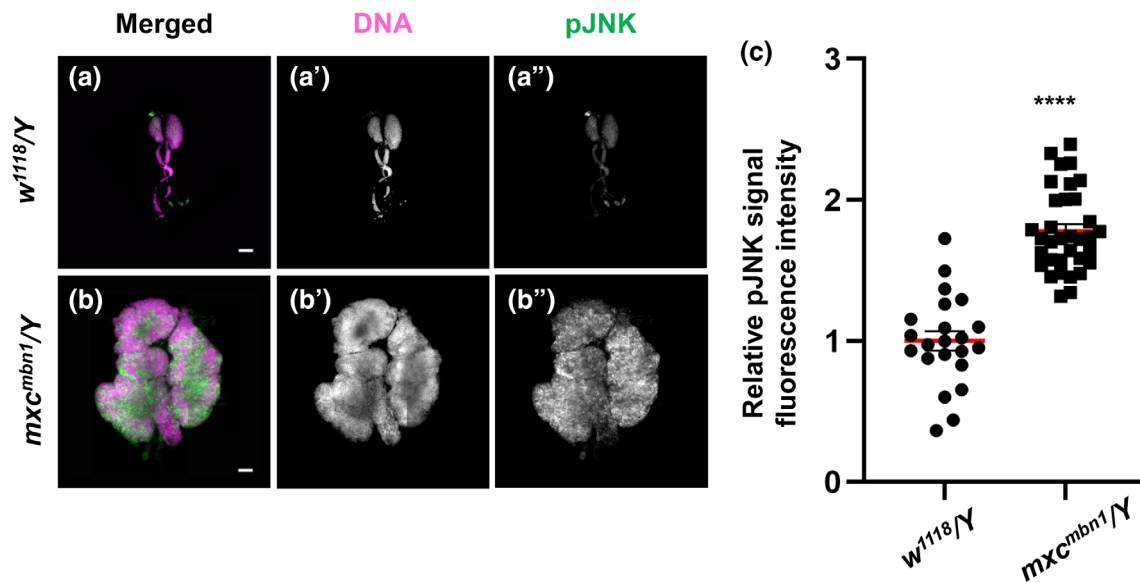 Merged
DNA
pJNK
(a)
(a')
(a'')
w1118/Y
(b)
(b')
(b'')
mxcmbn1/Y
(c)
Relative pJNK signal
fluorescence intensity
3
2
1
0
****
w1118/Y
mxcmbn1/Y